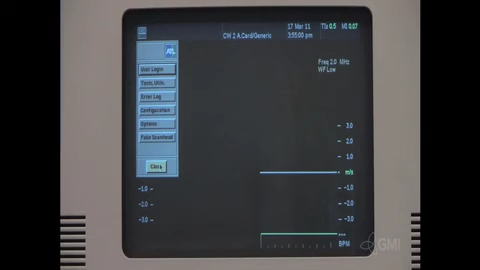 17 Mar 11
TIs 0.5
MI 0.07
CW 2 A.Card/Generic
3:55:00 pm
ATL
Freq 2.0 MHz
WF Low
User Login
Tools, Utils.
Error Log
Configuration
Options
Fake Scanhead
Close
3.0
2.0
1.0
m/s
-1.0
-1.0
-2.0
-2.0
-3.0
-3.0
BPM
GMI